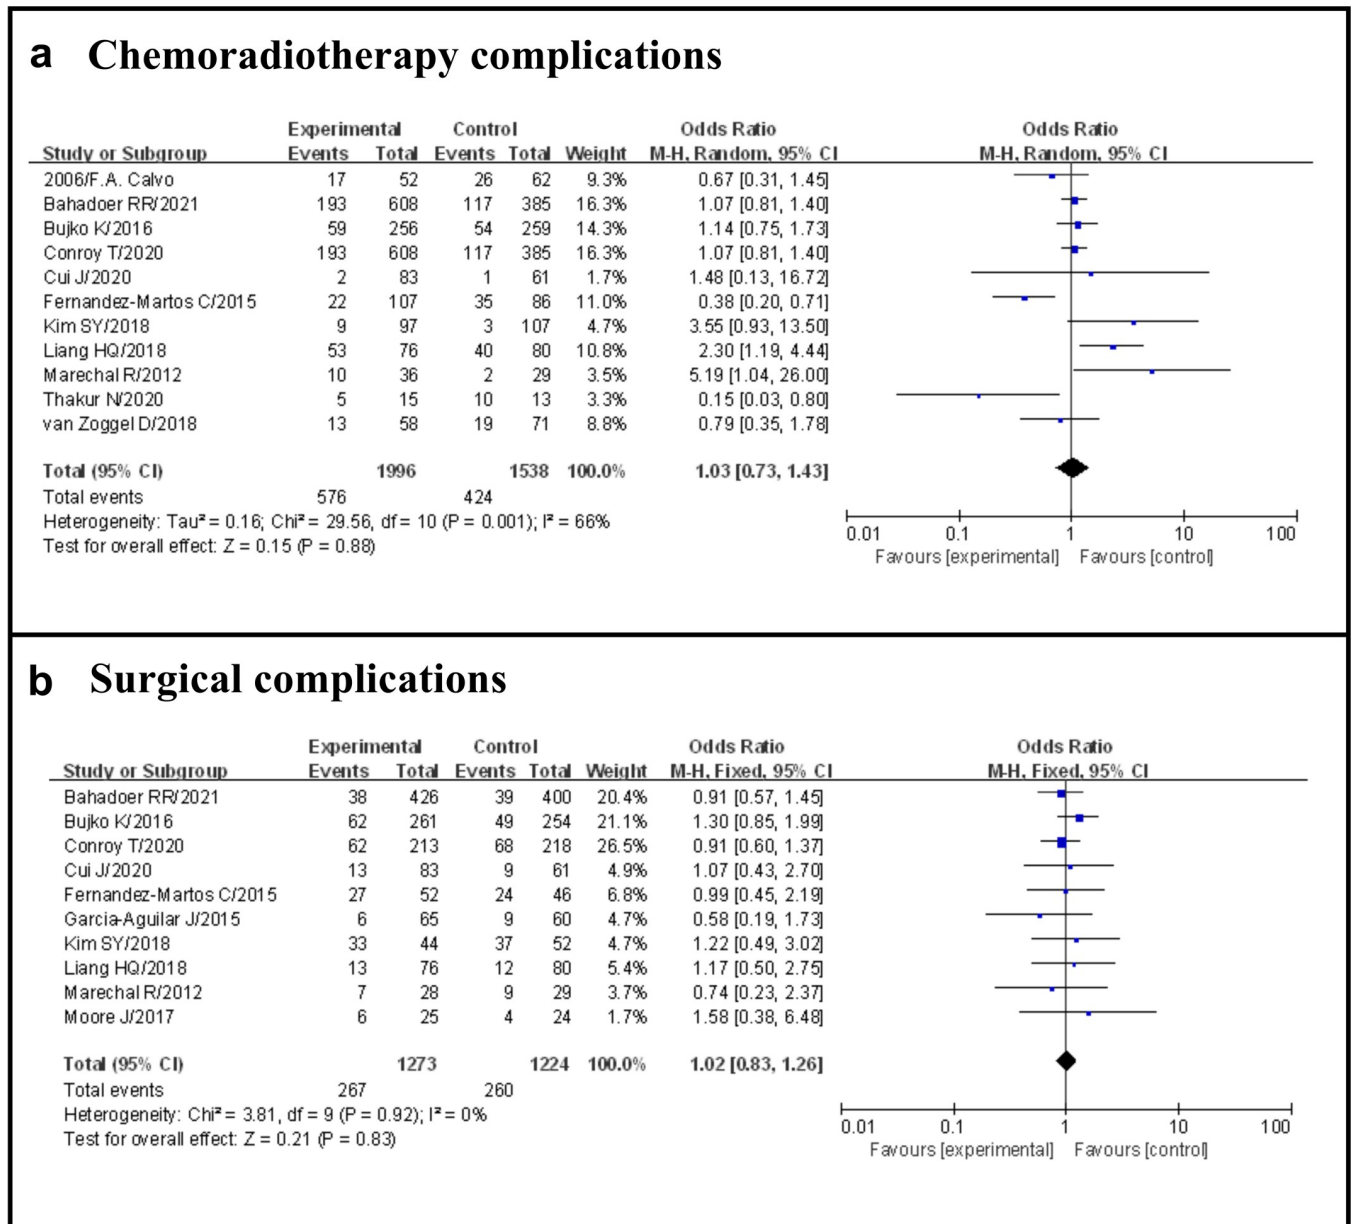 a Chemoradiotherapy complications
Experimental Control Odds Ratio Odds Ratio
Study or Subgroup Events Total Events Total Weight M-H, Random, 95% CI M-H, Random, 95% CI
2006/F.A. Calvo 17 52 26 62 9.3% 0.67 [0.31, 1.45]
Bahadoer RR/2021 193 608 117 385 16.3% 1.07 [0.81, 1.40]
Bujko K/2016 59 256 54 259 14.3% 1.14 [0.75, 1.73]
Conroy T/2020 193 608 117 385 16.3% 1.07 [0.81, 1.40]
Cui J/2020 2 83 1 61 1.7% 1.48 [0.13, 16.72]
Fernandez-Martos C/2015 22 107 35 86 11.0% 0.38 [0.20, 0.71]
Kim SY/2018 9 97 3 107 4.7% 3.55 [0.93, 13.50]
Liang HQ/2018 53 76 40 80 10.8% 2.30 [1.19, 4.44]
Marechal R/2012 10 36 2 29 3.5% 5.19 [1.04, 26.00]
Thakur N/2020 5 15 10 13 3.3% 0.15 [0.03, 0.80]
van Zoggel D/2018 13 58 19 71 8.8% 0.79 [0.35, 1.78]
Total (95% CI) 1996 1538 100.0% 1.03 [0.73, 1.43]
Total events 576 424
Heterogeneity: Tau² = 0.16; Chi² = 29.56, df = 10 (P = 0.001); I² = 66%
Test for overall effect: Z = 0.15 (P = 0.88)
0.01 0.1 1 10 100
Favours [experimental] Favours [control]
b Surgical complications
Experimental Control Odds Ratio Odds Ratio
Study or Subgroup Events Total Events Total Weight M-H, Fixed, 95% CI M-H, Fixed, 95% CI
Bahadoer RR/2021 38 426 39 400 20.4% 0.91 [0.57, 1.45]
Bujko K/2016 62 261 49 254 21.1% 1.30 [0.85, 1.99]
Conroy T/2020 62 213 68 218 26.5% 0.91 [0.60, 1.37]
Cui J/2020 13 83 9 61 4.9% 1.07 [0.43, 2.70]
Fernandez-Martos C/2015 27 52 24 46 6.8% 0.99 [0.45, 2.19]
Garcia-Aguilar J/2015 6 65 9 60 4.7% 0.58 [0.19, 1.73]
Kim SY/2018 33 44 37 52 4.7% 1.22 [0.49, 3.02]
Liang HQ/2018 13 76 12 80 5.4% 1.17 [0.50, 2.75]
Marechal R/2012 7 28 9 29 3.7% 0.74 [0.23, 2.37]
Moore J/2017 6 25 4 24 1.7% 1.58 [0.38, 6.48]
Total (95% CI) 1273 1224 100.0% 1.02 [0.83, 1.26]
Total events 267 260
Heterogeneity: Chi² = 3.81, df = 9 (P = 0.92); I² = 0%
Test for overall effect: Z = 0.21 (P = 0.83)
0.01 0.1 1 10 100
Favours [experimental] Favours [control]